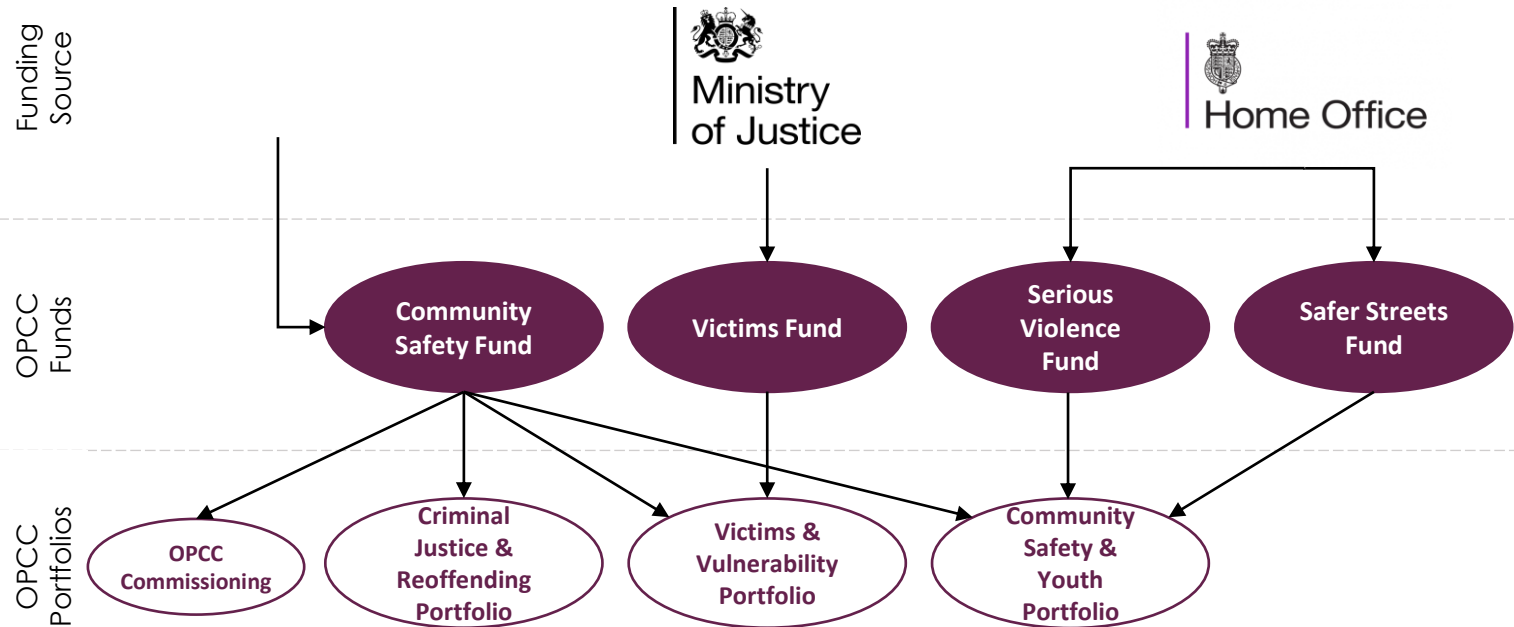 Funding
Source
Ministry
of Justice
Home Office
OPCC
Funds
Community
Safety Fund
Victims Fund
Serious
Violence
Fund
Safer Streets
Fund
OPCC
Portfolios
OPCC
Commissioning
Criminal
Justice &
Reoffending
Portfolio
Victims &
Vulnerability
Portfolio
Community
Safety &
Youth
Portfolio